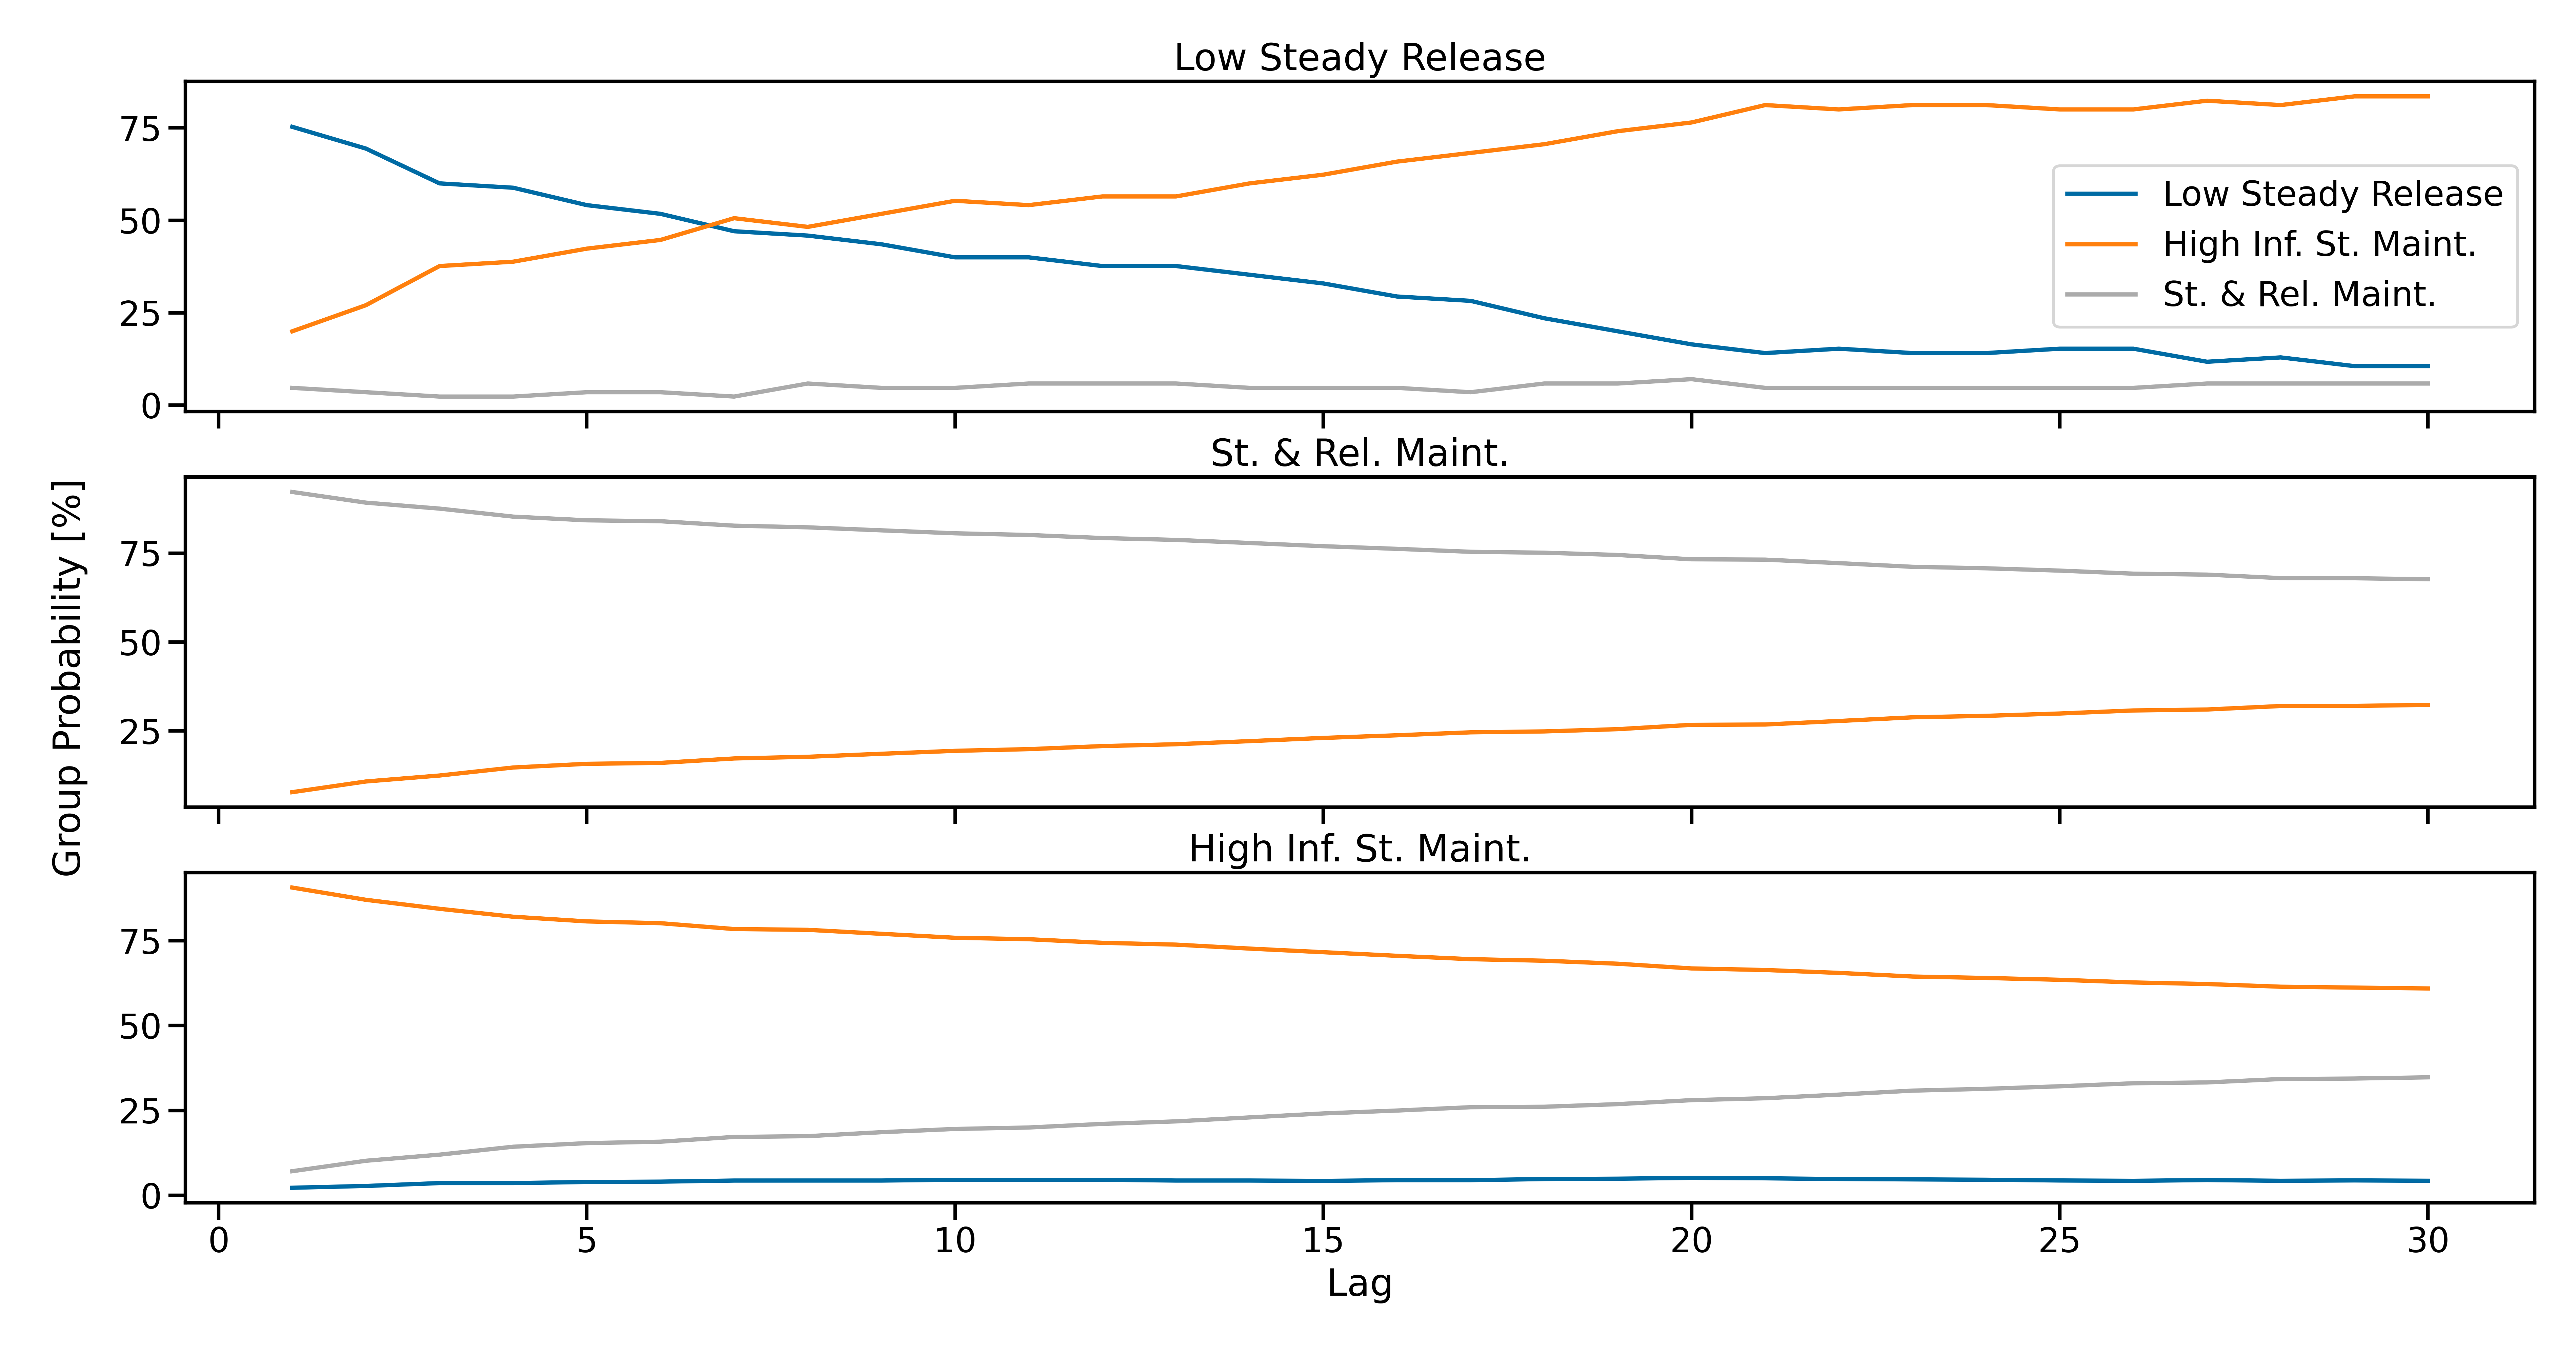 Low Steady Release
75
50
25
0
Low Steady Release
High Inf. St. Maint.
St. & Rel. Maint.
St. & Rel. Maint.
Group Probability [%]
75
50
25
High Inf. St. Maint.
75
50
25
0
0 5 10 15 20 25 30
Lag